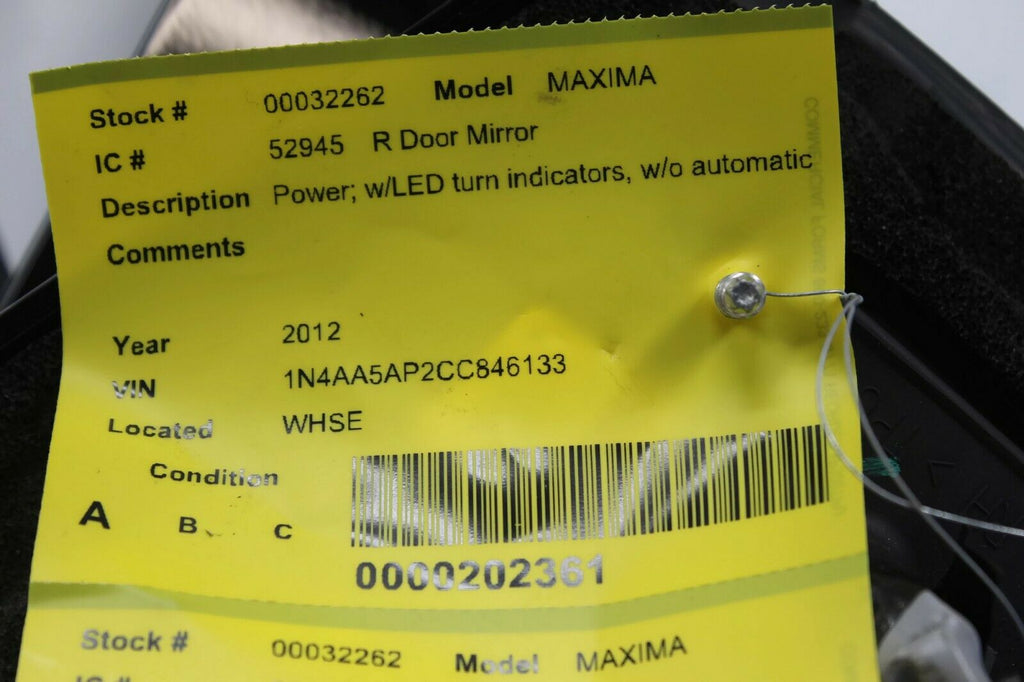 Stock # 00032262 Model MAXIMA
IC # 52945 R Door Mirror
Description Power; w/LED turn indicators, w/o automatic
Comments
Year 2012
VIN 1N4AA5AP2CC846133
Located WHSE
Condition
A B C
0000202361
Stock # 00032262 Model MAXIMA
IC #